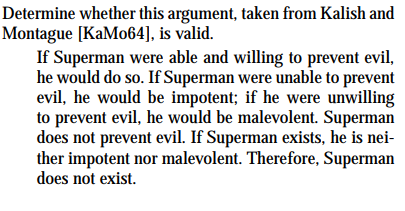 Determine whether this argument, taken from Kalish and
Montague [KaMo64], is valid.
If Superman were able and willing to prevent evil,
he would do so. If Superman were unable to prevent
evil, he would be impotent; if he were unwilling
to prevent evil, he would be malevolent. Superman
does not prevent evil. If Superman exists, he is nei-
ther impotent nor malevolent. Therefore, Superman
does not exist.